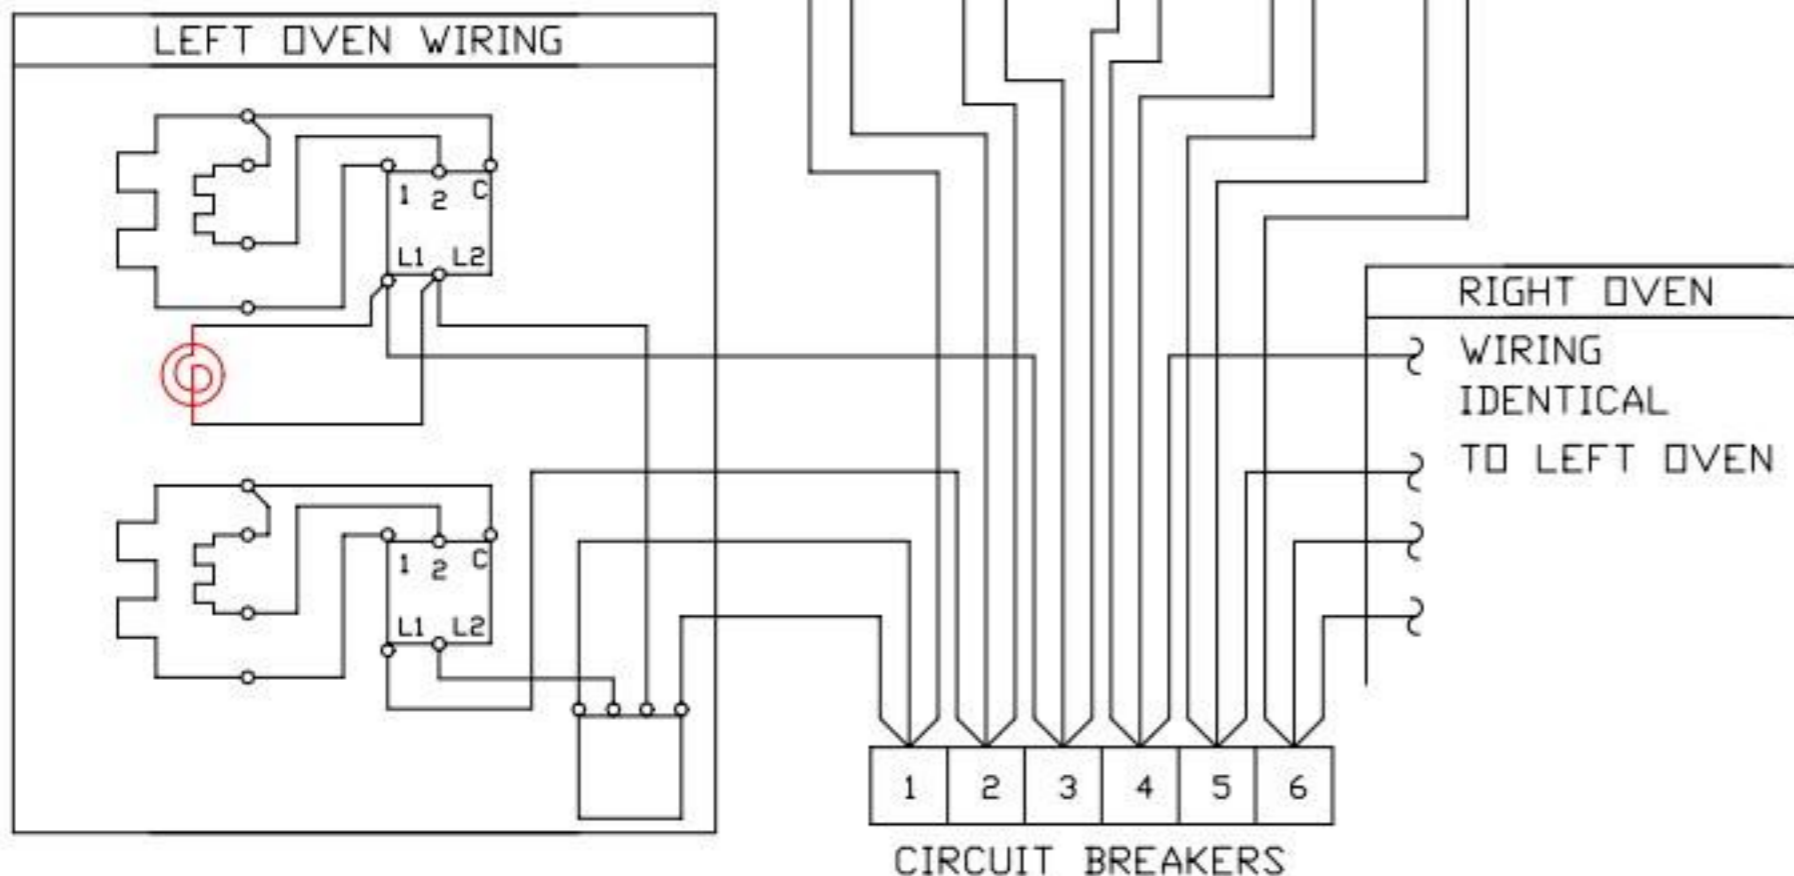 LEFT OVEN WIRING
1 2 C
L1 L2
RIGHT OVEN
WIRING
IDENTICAL
TO LEFT OVEN
1 2 C
L1 L2
1 2 3 4 5 6
CIRCUIT BREAKERS